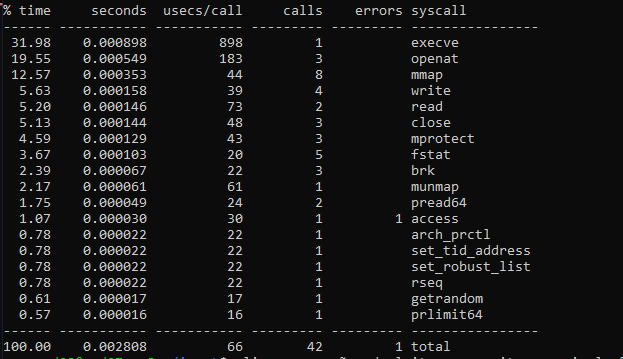 % time seconds usecs/call calls errors syscall
------ ----------- ----------- --------- --------- ----------------
31.98 0.000898 898 1 execve
19.55 0.000549 183 3 openat
12.57 0.000353 44 8 mmap
5.63 0.000158 39 4 write
5.20 0.000146 73 2 read
5.13 0.000144 48 3 close
4.59 0.000129 43 3 mprotect
3.67 0.000103 20 5 fstat
2.39 0.000067 22 3 brk
2.17 0.000061 61 1 munmap
1.75 0.000049 24 2 pread64
1.07 0.000030 30 1 1 access
0.78 0.000022 22 1 arch_prctl
0.78 0.000022 22 1 set_tid_address
0.78 0.000022 22 1 set_robust_list
0.78 0.000022 22 1 rseq
0.61 0.000017 17 1 getrandom
0.57 0.000016 16 1 prlimit64
------ ----------- ----------- --------- --------- ----------------
100.00 0.002808 66 42 1 total